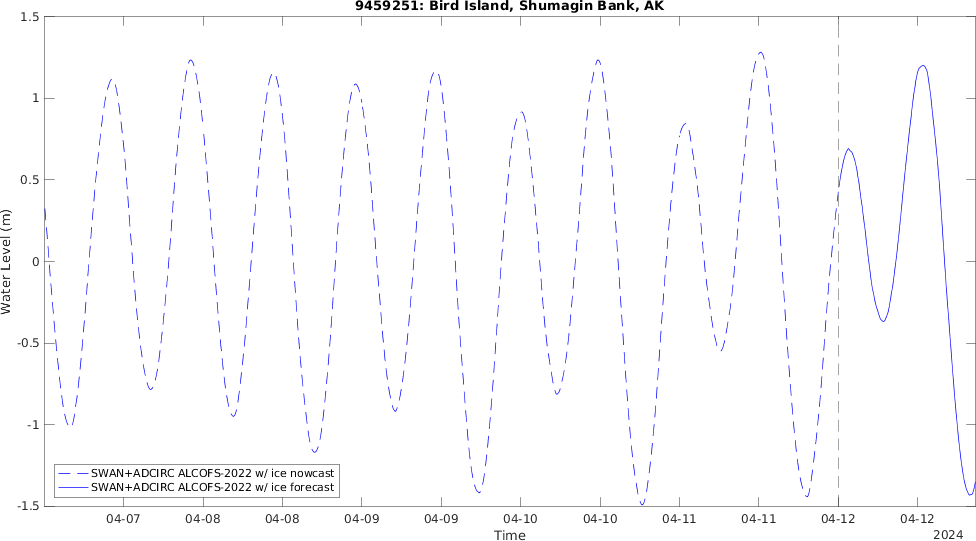 9459251: Bird Island, Shumagin Bank, AK
1.5
1
0.5
0
-0.5
-1
-1.5
Water Level (m)
SWAN+ADCIRC ALCOFS-2022 w/ ice nowcast
SWAN+ADCIRC ALCOFS-2022 w/ ice forecast
04-07 04-08 04-08 04-09 04-09 04-10 04-10 04-11 04-11 04-12 04-12
Time
2024